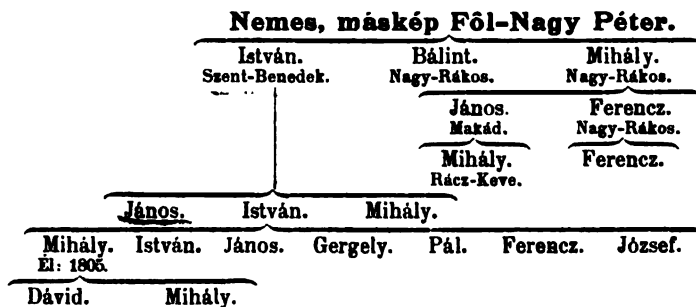 Nemes, máskép Fôl-Nagy Péter.
István. Bálint. Mihály.
Szent-Benedek. Nagy-Rákos. Nagy-Rákos.
János. Ferencz.
Makád. Nagy-Rákos.
Mihály. Ferencz.
Rácz-Keve.
János. István. Mihály.
Mihály. István. János. Gergely. Pál. Ferencz. József.
Él: 1805.
Dávid. Mihály.